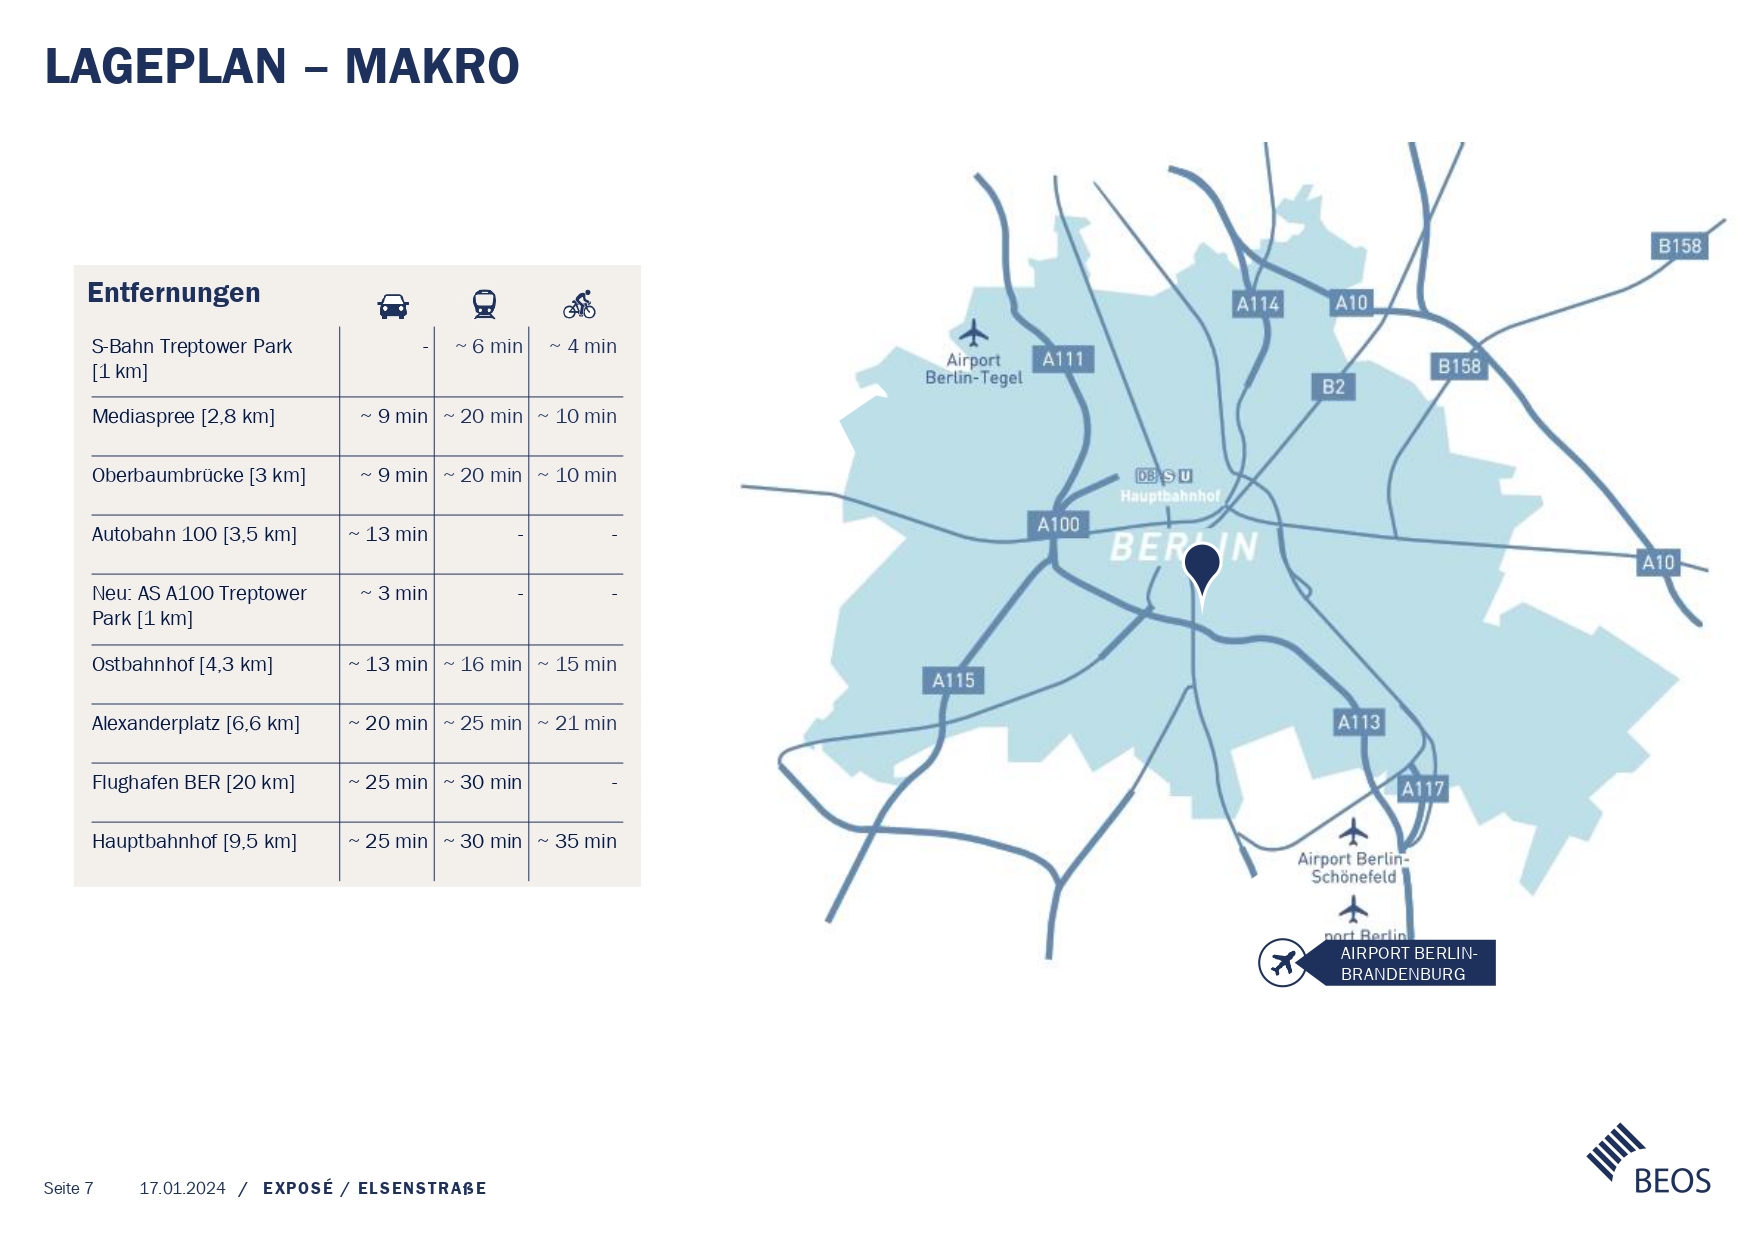 LAGEPLAN – MAKRO
Entfernungen
S-Bahn Treptower Park - ~ 6 min ~ 4 min
[1 km]
Mediaspree [2,8 km] ~ 9 min ~ 20 min ~ 10 min
Oberbaumbrücke [3 km] ~ 9 min ~ 20 min ~ 10 min
Autobahn 100 [3,5 km] ~ 13 min - -
Neu: AS A100 Treptower ~ 3 min - -
Park [1 km]
Ostbahnhof [4,3 km] ~ 13 min ~ 16 min ~ 15 min
Alexanderplatz [6,6 km] ~ 20 min ~ 25 min ~ 21 min
Flughafen BER [20 km] ~ 25 min ~ 30 min -
Hauptbahnhof [9,5 km] ~ 25 min ~ 30 min ~ 35 min
B158
A114
A10
Airport
Berlin-Tegel
A111
B158
B2
DB S U
Hauptbahnhof
A100
BERLIN
A10
A115
A113
A117
Airport Berlin-
Schönefeld
port Berlin
AIRPORT BERLIN-
BRANDENBURG
BEOS
Seite 7 17.01.2024 / EXPOSÉ / ELSENSTRAßE